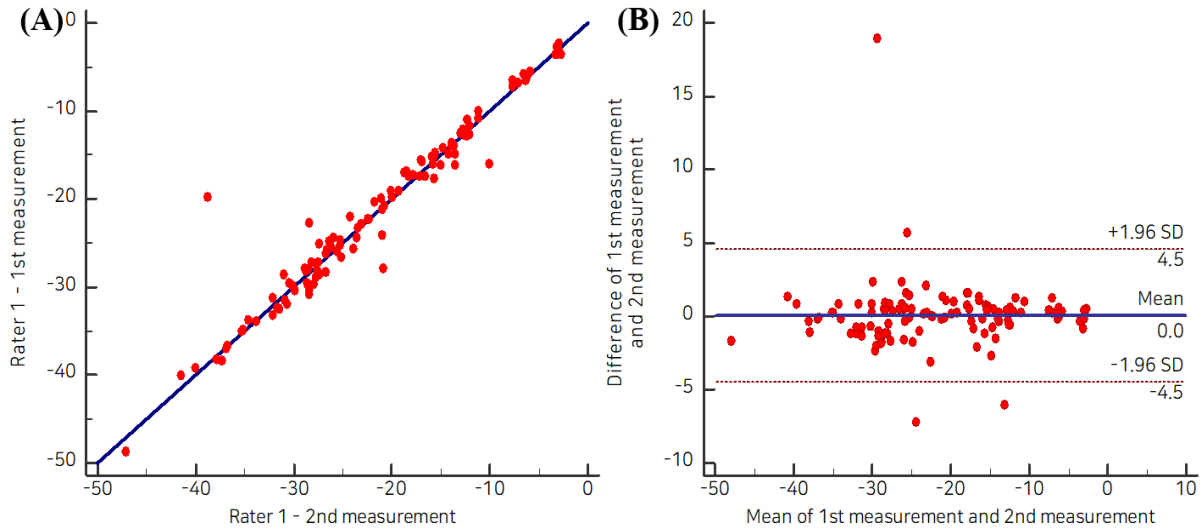 (A)
0
-10
-20
-30
-40
-50
Rater 1 - 1st measurement
-50 -40 -30 -20 -10 0
Rater 1 - 2nd measurement
(B)
20
15
10
5
0
-5
-10
Difference of 1st measurement
and 2nd measurement
+1.96 SD
4.5
Mean
0.0
-1.96 SD
-4.5
-50 -40 -30 -20 -10 0 10
Mean of 1st measurement and 2nd measurement